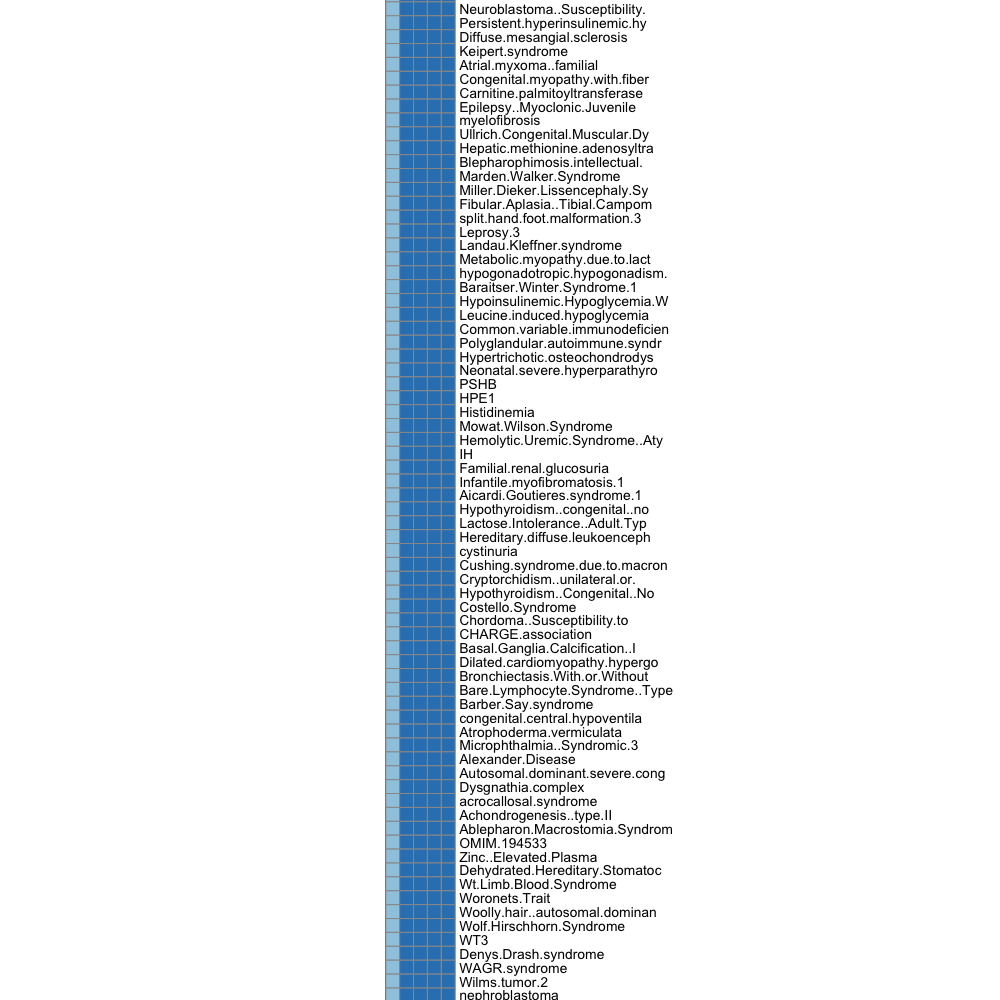 Neuroblastoma..Susceptibility.
Persistent.hyperinsulinemic.hy
Diffuse.mesangial.sclerosis
Keipert.syndrome
Atrial.myxoma..familial
Congenital.myopathy.with.fiber
Carnitine.palmitoyltransferase
Epilepsy..Myoclonic.Juvenile
myelofibrosis
Ullrich.Congenital.Muscular.Dy
Hepatic.methionine.adenosyltra
Blepharophimosis.intellectual.
Marden.Walker.Syndrome
Miller.Dieker.Lissencephaly.Sy
Fibular.Aplasia..Tibial.Campom
split.hand.foot.malformation.3
Leprosy.3
Landau.Kleffner.syndrome
Metabolic.myopathy.due.to.lact
hypogonadotropic.hypogonadism.
Baraitser.Winter.Syndrome.1
Hypoinsulinemic.Hypoglycemia.W
Leucine.induced.hypoglycemia
Common.variable.immunodeficien
Polyglandular.autoimmune.syndr
Hypertrichotic.osteochondrodys
Neonatal.severe.hyperparathyro
PSHB
HPE1
Histidinemia
Mowat.Wilson.Syndrome
Hemolytic.Uremic.Syndrome..Aty
IH
Familial.renal.glucosuria
Infantile.myofibromatosis.1
Aicardi.Goutieres.syndrome.1
Hypothyroidism..congenital..no
Lactose.Intolerance..Adult.Typ
Hereditary.diffuse.leukoenceph
cystinuria
Cushing.syndrome.due.to.macron
Cryptorchidism..unilateral.or.
Hypothyroidism..Congenital..No
Costello.Syndrome
Chordoma..Susceptibility.to
CHARGE.association
Basal.Ganglia.Calcification..I
Dilated.cardiomyopathy.hypergo
Bronchiectasis.With.or.Without
Bare.Lymphocyte.Syndrome..Type
Barber.Say.syndrome
congenital.central.hypoventila
Atrophoderma.vermiculata
Microphthalmia..Syndromic.3
Alexander.Disease
Autosomal.dominant.severe.cong
Dysgnathia.complex
acrocallosal.syndrome
Achondrogenesis..type.II
Ablepharon.Macrostomia.Syndrom
OMIM.194533
Zinc..Elevated.Plasma
Dehydrated.Hereditary.Stomatoc
Wt.Limb.Blood.Syndrome
Woronets.Trait
Woolly.hair..autosomal.dominan
Wolf.Hirschhorn.Syndrome
WT3
Denys.Drash.syndrome
WAGR.syndrome
Wilms.tumor.2
nephroblastoma